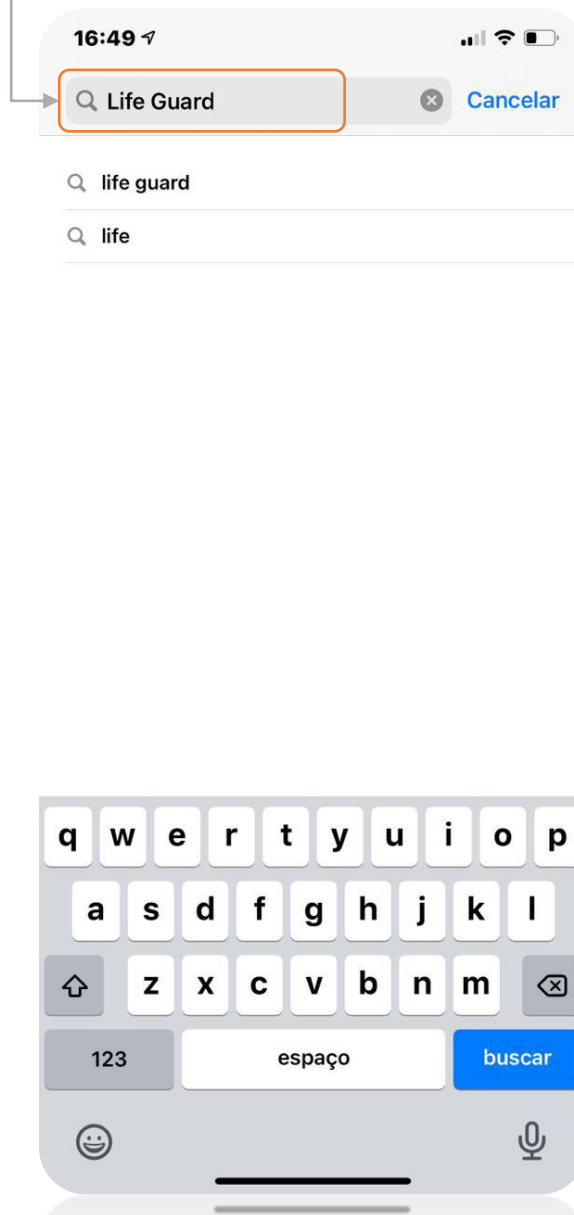 16:49
Life Guard
Cancelar
life guard
life
q w e r t y u i o p
a s d f g h j k l
z x c v b n m
123 espaço buscar